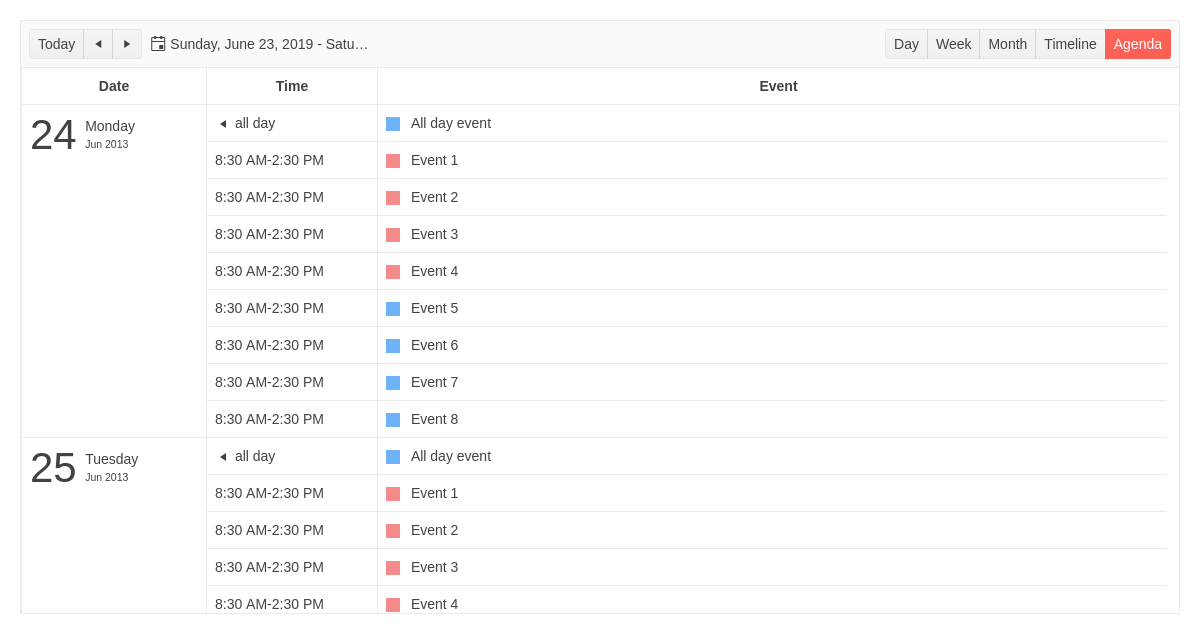 Today Sunday, June 23, 2019 - Satu… Day Week Month Timeline Agenda
Date Time Event
24 Monday all day All day event
Jun 2013
8:30 AM-2:30 PM Event 1
8:30 AM-2:30 PM Event 2
8:30 AM-2:30 PM Event 3
8:30 AM-2:30 PM Event 4
8:30 AM-2:30 PM Event 5
8:30 AM-2:30 PM Event 6
8:30 AM-2:30 PM Event 7
8:30 AM-2:30 PM Event 8
25 Tuesday all day All day event
Jun 2013
8:30 AM-2:30 PM Event 1
8:30 AM-2:30 PM Event 2
8:30 AM-2:30 PM Event 3
8:30 AM-2:30 PM Event 4